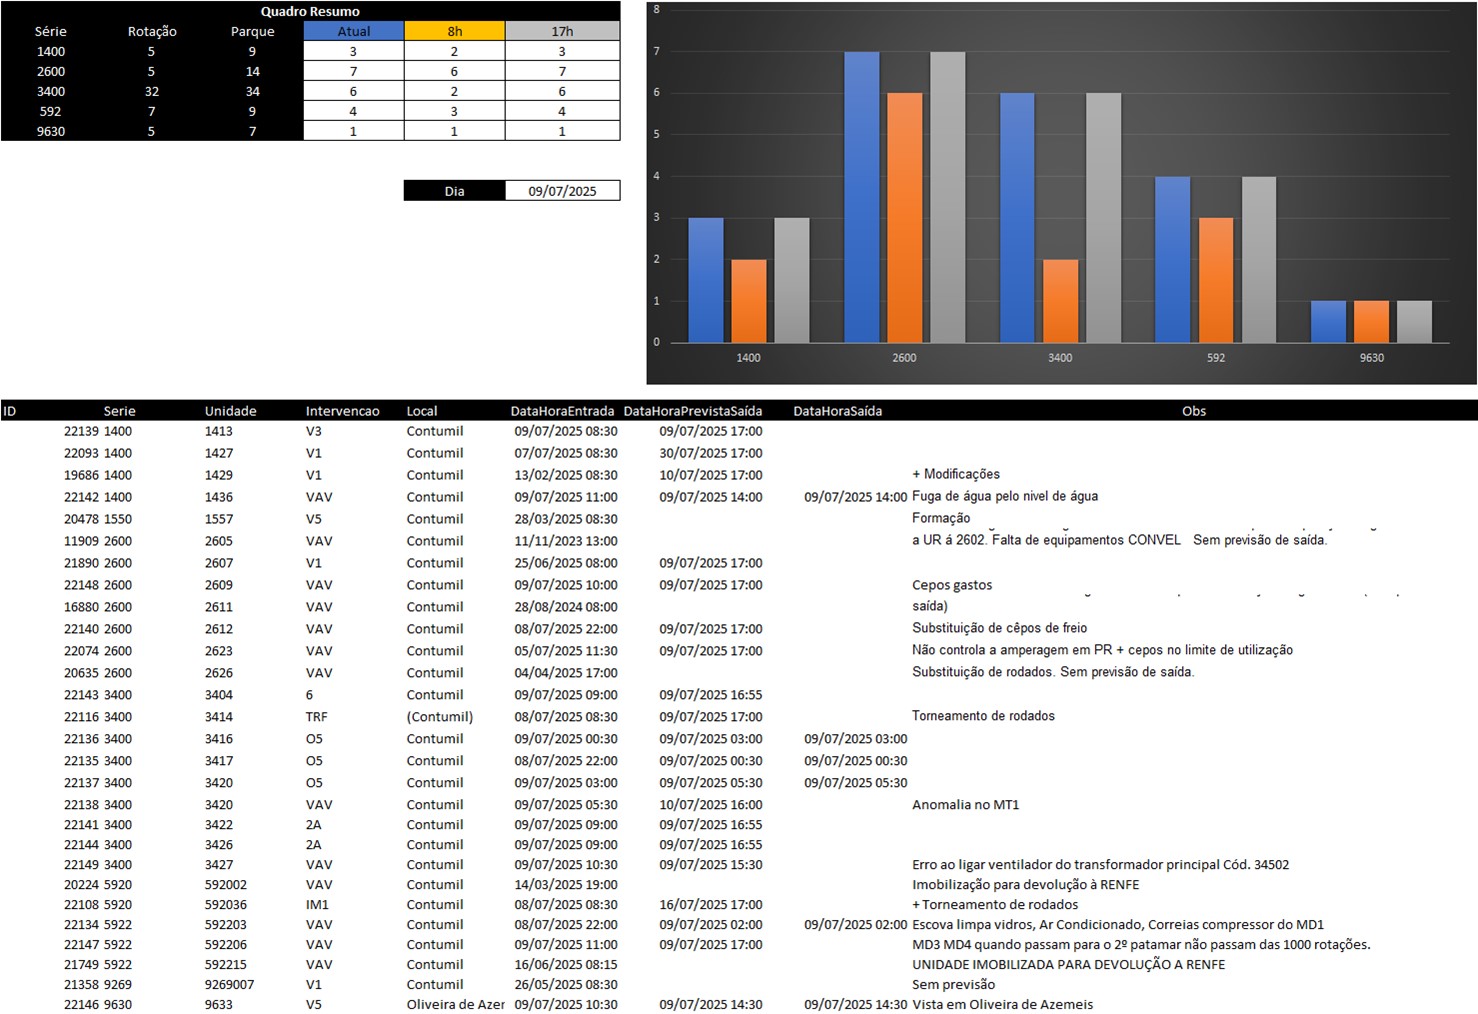 Quadro Resumo
Série Rotação Parque Atual 8h 17h
1400 5 9 3 2 3
2600 5 14 7 6 7
3400 32 34 6 2 6
592 7 9 4 3 4
9630 5 7 1 1 1
Dia 09/07/2025
8
7
6
5
4
3
2
1
0
1400 2600 3400 592 9630
ID Serie Unidade Intervencao Local DataHoraEntrada DataHoraPrevistaSaída DataHoraSaída Obs
22139 1400 1413 V3 Contumil 09/07/2025 08:30 09/07/2025 17:00
22093 1400 1427 V1 Contumil 07/07/2025 08:30 30/07/2025 17:00
19686 1400 1429 V1 Contumil 13/02/2025 08:30 10/07/2025 17:00 + Modificações
22142 1400 1436 VAV Contumil 09/07/2025 11:00 09/07/2025 14:00 09/07/2025 14:00 Fuga de água pelo nivel de água
20478 1550 1557 V5 Contumil 28/03/2025 08:30 Formação
11909 2600 2605 VAV Contumil 11/11/2023 13:00 a UR á 2602. Falta de equipamentos CONVEL Sem previsão de saída.
21890 2600 2607 V1 Contumil 25/06/2025 08:00 09/07/2025 17:00
22148 2600 2609 VAV Contumil 09/07/2025 10:00 09/07/2025 17:00 Cepos gastos
16880 2600 2611 VAV Contumil 28/08/2024 08:00 saída)
22140 2600 2612 VAV Contumil 08/07/2025 22:00 09/07/2025 17:00 Substituição de cêpos de freio
22074 2600 2623 VAV Contumil 05/07/2025 11:30 09/07/2025 17:00 Não controla a amperagem em PR + cepos no limite de utilização
20635 2600 2626 VAV Contumil 04/04/2025 17:00 Substituição de rodados. Sem previsão de saída.
22143 3400 3404 6 Contumil 09/07/2025 09:00 09/07/2025 16:55
22116 3400 3414 TRF (Contumil) 08/07/2025 08:30 09/07/2025 17:00 Torneamento de rodados
22136 3400 3416 O5 Contumil 09/07/2025 00:30 09/07/2025 03:00 09/07/2025 03:00
22135 3400 3417 O5 Contumil 08/07/2025 22:00 09/07/2025 00:30 09/07/2025 00:30
22137 3400 3420 O5 Contumil 09/07/2025 03:00 09/07/2025 05:30 09/07/2025 05:30
22138 3400 3420 VAV Contumil 09/07/2025 05:30 10/07/2025 16:00 Anomalia no MT1
22141 3400 3422 2A Contumil 09/07/2025 09:00 09/07/2025 16:55
22144 3400 3426 2A Contumil 09/07/2025 09:00 09/07/2025 16:55
22149 3400 3427 VAV Contumil 09/07/2025 10:30 09/07/2025 15:30 Erro ao ligar ventilador do transformador principal Cód. 34502
20224 5920 592002 VAV Contumil 14/03/2025 19:00 Imobilização para devolução à RENFE
22108 5920 592036 IM1 Contumil 08/07/2025 08:30 16/07/2025 17:00 + Torneamento de rodados
22134 5922 592203 VAV Contumil 08/07/2025 22:00 09/07/2025 02:00 09/07/2025 02:00 Escova limpa vidros, Ar Condicionado, Correias compressor do MD1
22147 5922 592206 VAV Contumil 09/07/2025 11:00 09/07/2025 17:00 MD3 MD4 quando passam para o 2º patamar não passam das 1000 rotações.
21749 5922 592215 VAV Contumil 16/06/2025 08:15 UNIDADE IMOBILIZADA PARA DEVOLUÇÃO A RENFE
21358 9269 9269007 V1 Contumil 26/05/2025 08:30 Sem previsão
22146 9630 9633 V5 Oliveira de Azer 09/07/2025 10:30 09/07/2025 14:30 09/07/2025 14:30 Vista em Oliveira de Azemeis